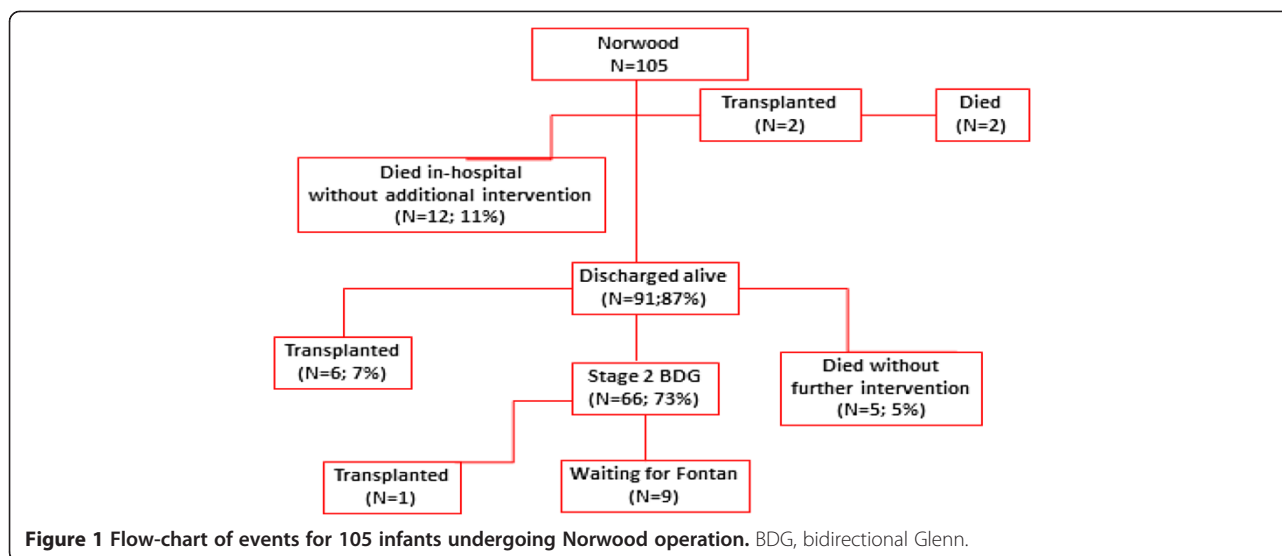 Norwood
N=105
Transplanted
(N=2)
Died
(N=2)
Died in-hospital
without additional intervention
(N=12; 11%)
Discharged alive
(N=91;87%)
Transplanted
(N=6; 7%)
Stage 2 BDG
(N=66; 73%)
Died without
further intervention
(N=5; 5%)
Transplanted
(N=1)
Waiting for Fontan
(N=9)
Figure 1 Flow-chart of events for 105 infants undergoing Norwood operation. BDG, bidirectional Glenn.